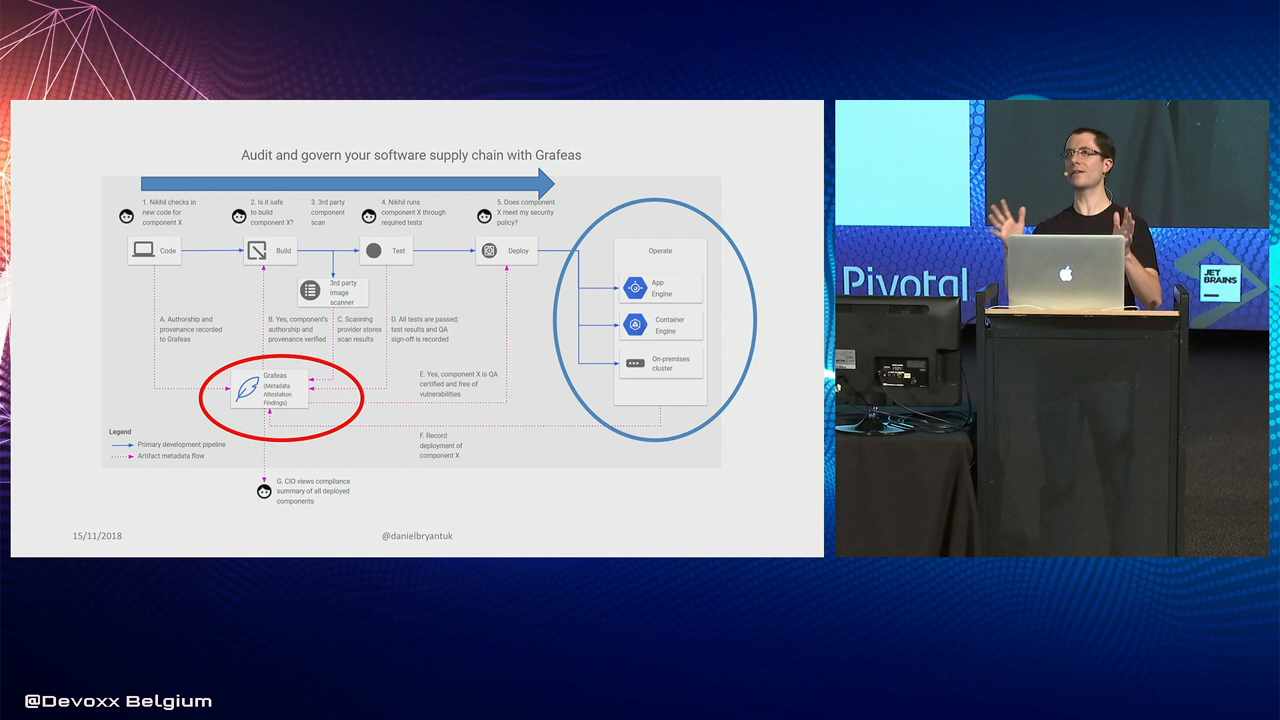 Audit and govern your software supply chain with Grafeas
1. Nikhil checks in
new code for
component X
2. Is it safe
to build
component X?
3. 3rd party
component
scan
4. Nikhil runs
component X through
required tests
5. Does component
X meet my security
policy?
Code
Build
Test
Deploy
Operate
3rd party
image
scanner
App
Engine
Container
Engine
On-premises
cluster
A. Authorship and
provenance recorded
to Grafeas
B. Yes, component's
authorship and
provenance verified
C. Scanning
provider stores
scan results
D. All tests are passed;
test results and QA
sign-off is recorded
Grafeas
(Metadata
Attestation
Findings)
E. Yes, component X is QA
certified and free of
vulnerabilities
F. Record
deployment of
component X
Legend
Primary development pipeline
Artifact metadata flow
G. CIO views compliance
summary of all deployed
components
15/11/2018
@danielbryantuk
Pivotal
JET
BRAINS
@Devoxx Belgium